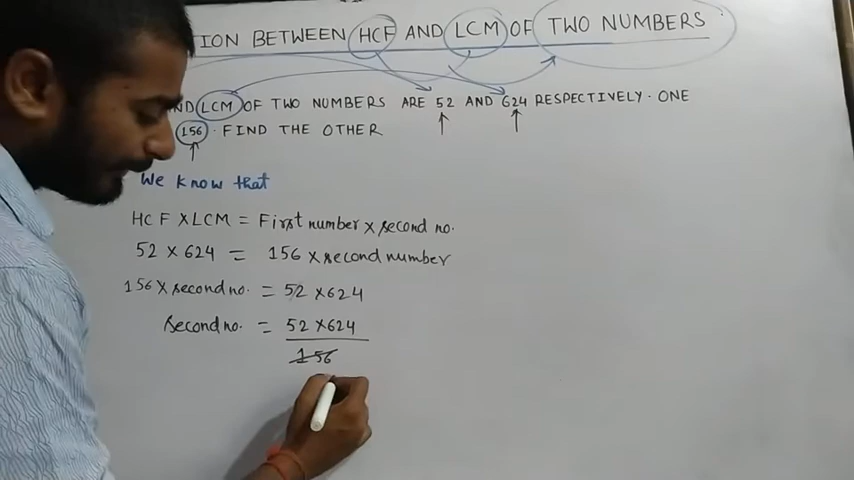 ION BETWEEN HCF AND LCM OF TWO NUMBERS
ND LCM OF TWO NUMBERS ARE 52 AND 624 RESPECTIVELY. ONE
156. FIND THE OTHER
We know that
HCF X LCM = First number x second no.
52 x 624 = 156 x second number
156 x second no. = 52 x 624
second no. = 52 x 624
156